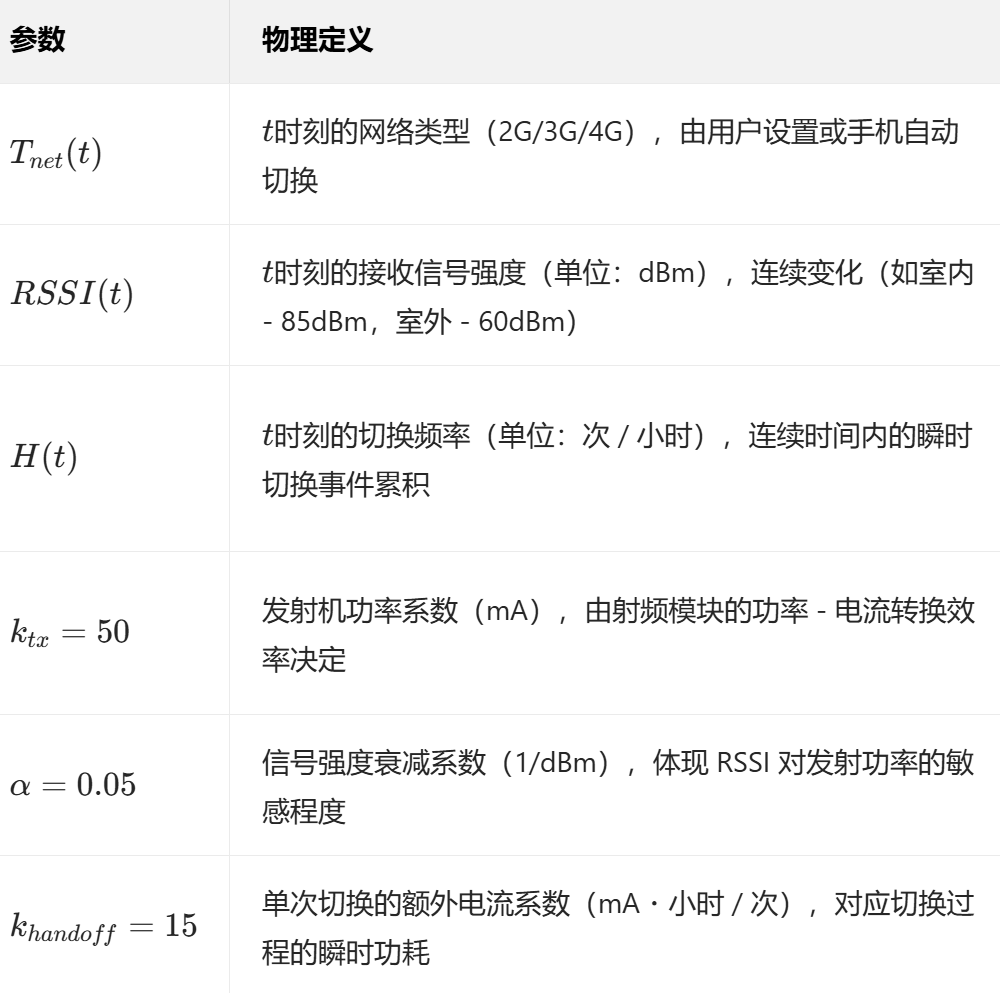 参数 物理定义
T_{net}(t) t时刻的网络类型（2G/3G/4G），由用户设置或手机自动
切换
RSSI(t) t时刻的接收信号强度（单位：dBm），连续变化（如室内
- 85dBm，室外 - 60dBm）
H(t) t时刻的切换频率（单位：次 / 小时），连续时间内的瞬时
切换事件累积
k_{tx} = 50 发射机功率系数（mA），由射频模块的功率 - 电流转换效
率决定
α = 0.05 信号强度衰减系数（1/dBm），体现 RSSI 对发射功率的敏
感程度
k_{handoff} = 15 单次切换的额外电流系数（mA・小时 / 次），对应切换过
程的瞬时功耗